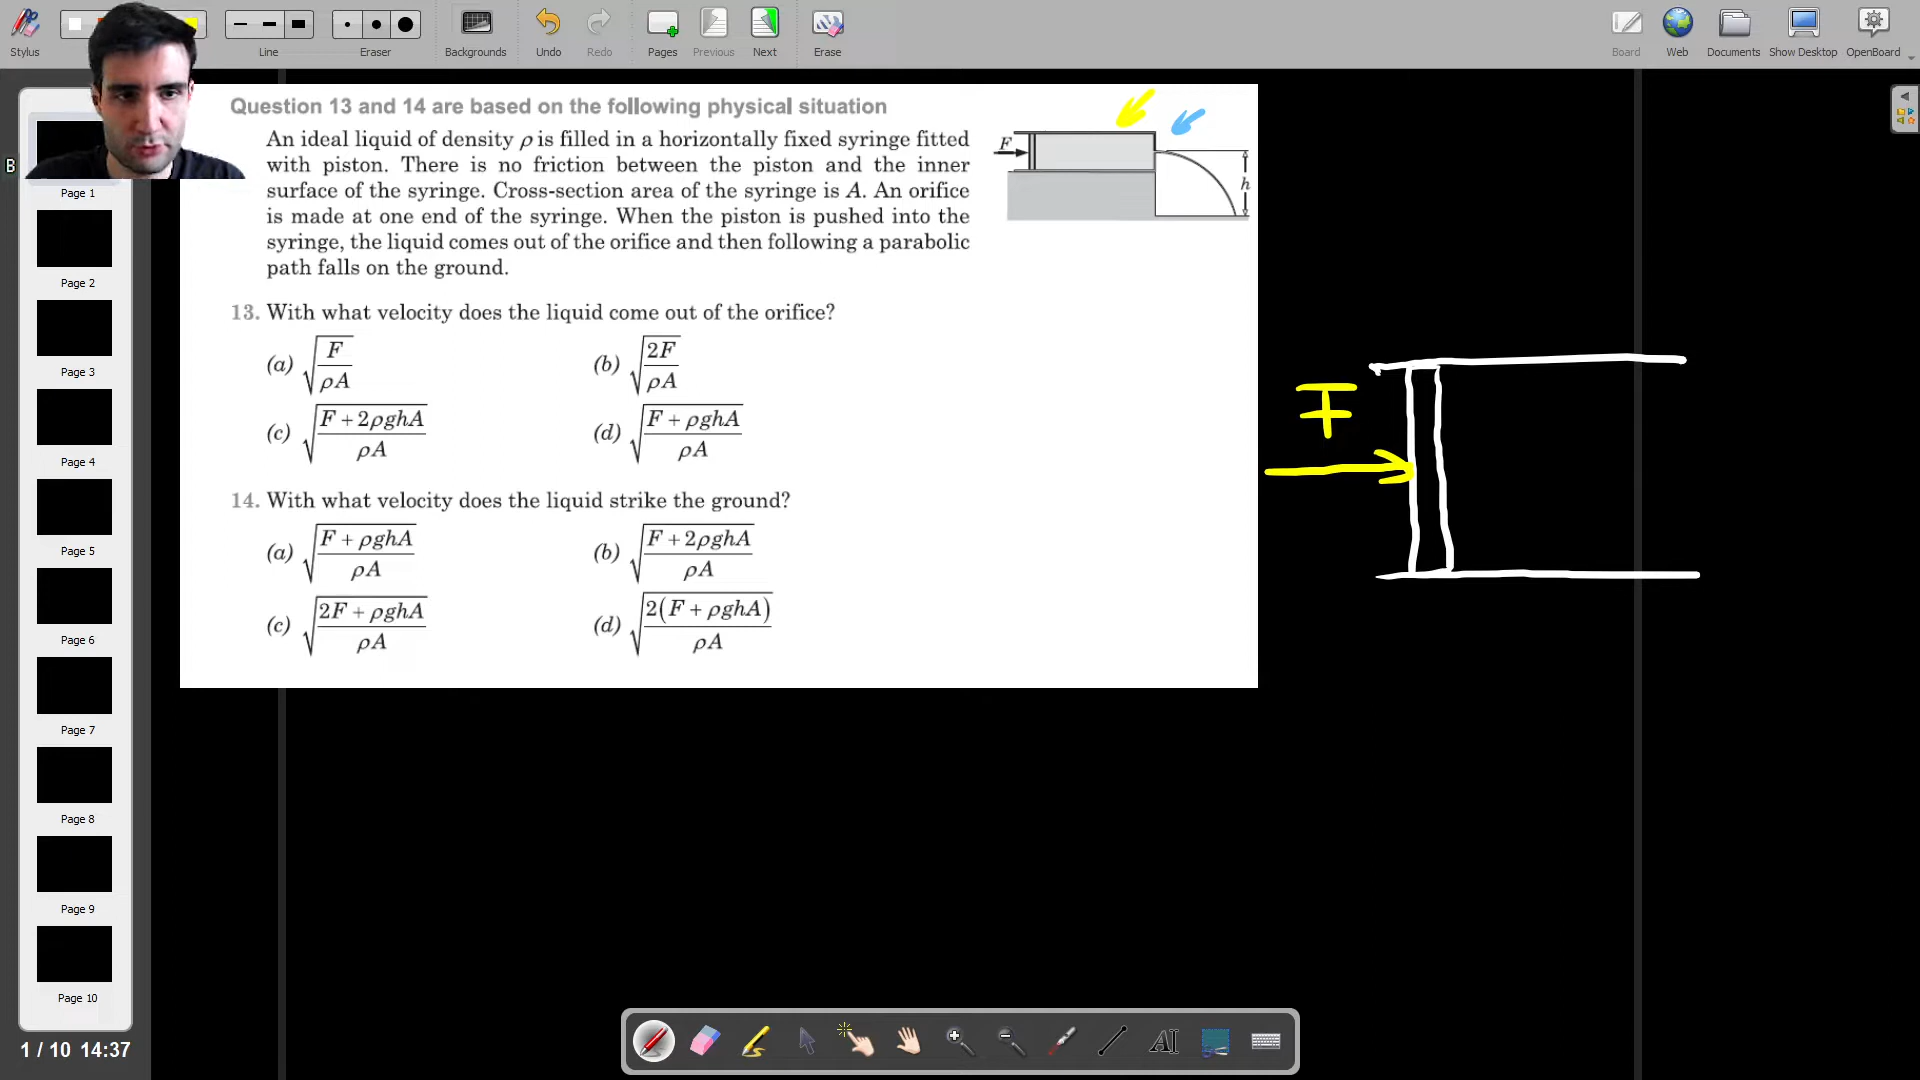 Stylus
Line
Eraser
Backgrounds
Undo
Redo
Pages
Previous
Next
Erase
Board
Web
Documents
Show Desktop
OpenBoard
B
Page 1
Page 2
Page 3
Page 4
Page 5
Page 6
Page 7
Page 8
Page 9
Page 10
1 / 10 14:37
Question 13 and 14 are based on the following physical situation
An ideal liquid of density ρ is filled in a horizontally fixed syringe fitted
with piston. There is no friction between the piston and the inner
surface of the syringe. Cross-section area of the syringe is A. An orifice
is made at one end of the syringe. When the piston is pushed into the
syringe, the liquid comes out of the orifice and then following a parabolic
path falls on the ground.
F
h
13. With what velocity does the liquid come out of the orifice?
(a) √(F/ρA) (b) √(2F/ρA)
(c) √((F + 2ρghA)/ρA) (d) √((F + ρghA)/ρA)
14. With what velocity does the liquid strike the ground?
(a) √((F + ρghA)/ρA) (b) √((F + 2ρghA)/ρA)
(c) √((2F + ρghA)/ρA) (d) √(2(F + ρghA)/ρA)
F
AI